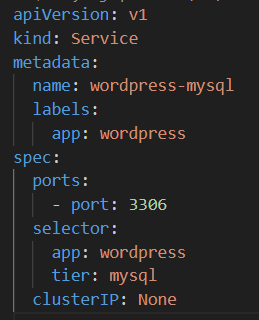 apiVersion: v1
kind: Service
metadata:
  name: wordpress-mysql
  labels:
    app: wordpress
spec:
  ports:
    - port: 3306
  selector:
    app: wordpress
    tier: mysql
  clusterIP: None